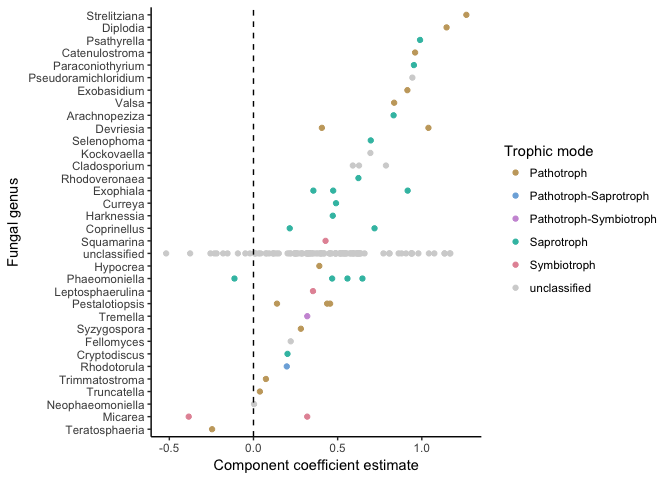 Strelitziana
Diplodia
Psathyrella
Catenulostroma
Paraconiothyrium
Pseudoramichloridium
Exobasidium
Valsa
Arachnopeziza
Devriesia
Selenophoma
Kockovaella
Cladosporium
Rhodoveronaea
Exophiala
Curreya
Harknessia
Coprinellus
Squamarina
unclassified
Hypocrea
Phaeomoniella
Leptosphaerulina
Pestalotiopsis
Tremella
Syzygospora
Fellomyces
Cryptodiscus
Rhodotorula
Trimmatostroma
Truncatella
Neophaeomoniella
Micarea
Teratosphaeria
Fungal genus
-0.5 0.0 0.5 1.0
Component coefficient estimate
Trophic mode
Pathotroph
Pathotroph-Saprotroph
Pathotroph-Symbiotroph
Saprotroph
Symbiotroph
unclassified